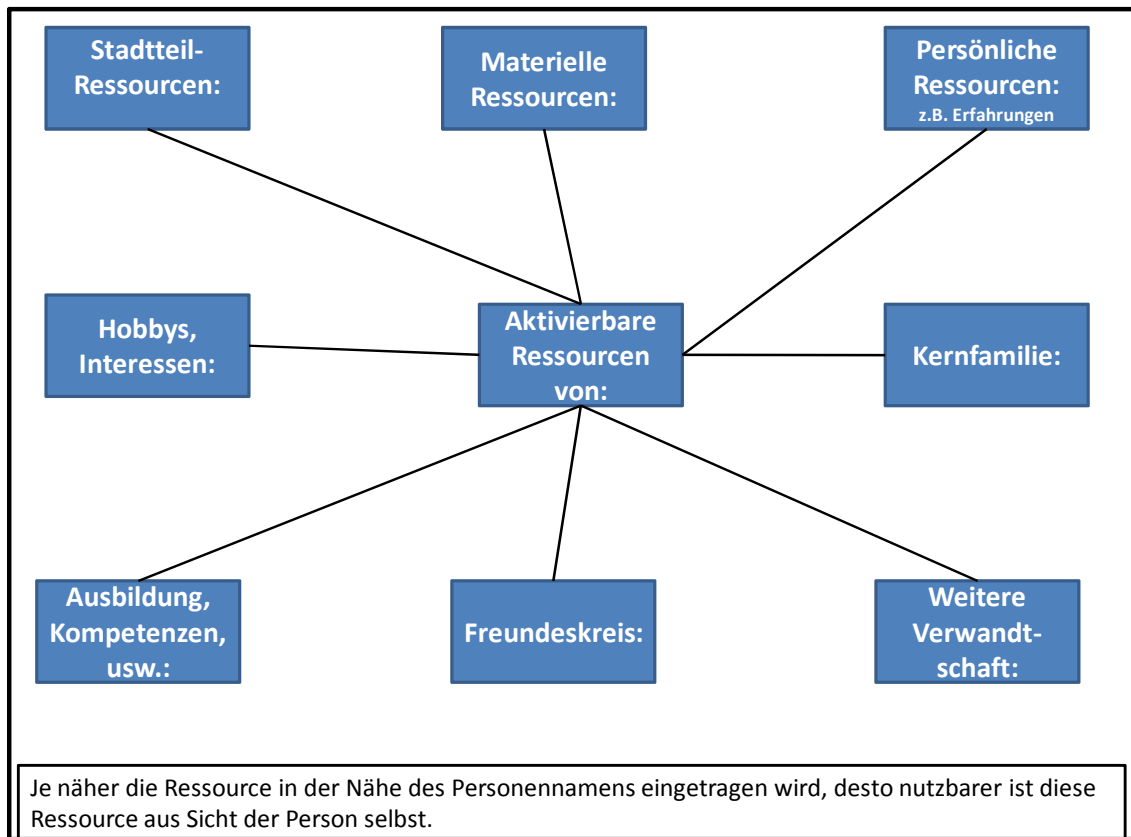 Stadtteil-
Ressourcen:
Materielle
Ressourcen:
Persönliche
Ressourcen:
z.B. Erfahrungen
Hobbys,
Interessen:
Aktivierbare
Ressourcen
von:
Kernfamilie:
Ausbildung,
Kompetenzen,
usw.:
Freundeskreis:
Weitere
Verwandt-
schaft:
Je näher die Ressource in der Nähe des Personennamens eingetragen wird, desto nutzbarer ist diese
Ressource aus Sicht der Person selbst.